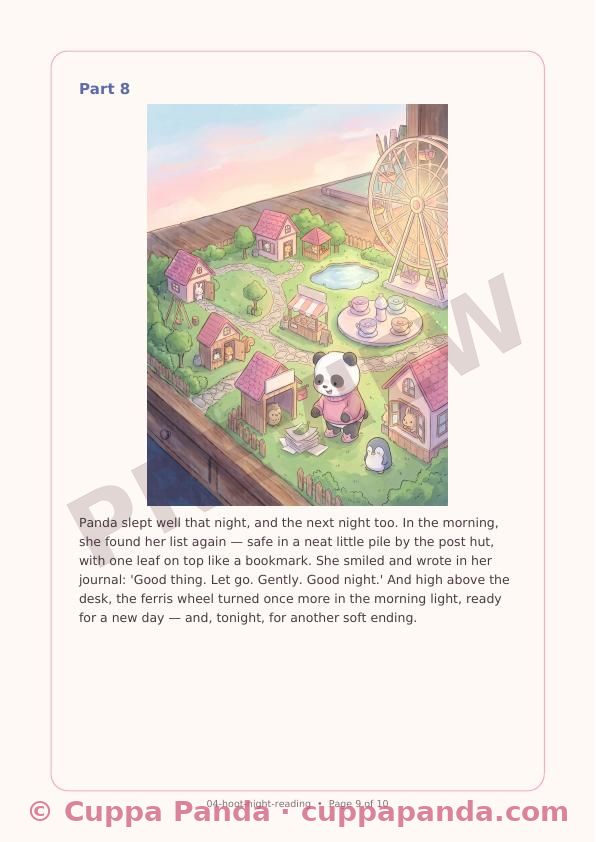 Part 8
Panda slept well that night, and the next night too. In the morning,
she found her list again — safe in a neat little pile by the post hut,
with one leaf on top like a bookmark. She smiled and wrote in her
journal: 'Good thing. Let go. Gently. Good night.' And high above the
desk, the ferris wheel turned once more in the morning light, ready
for a new day — and, tonight, for another soft ending.
PREVIEW
04-hoot-night-reading • Page 9 of 10
© Cuppa Panda · cuppapanda.com